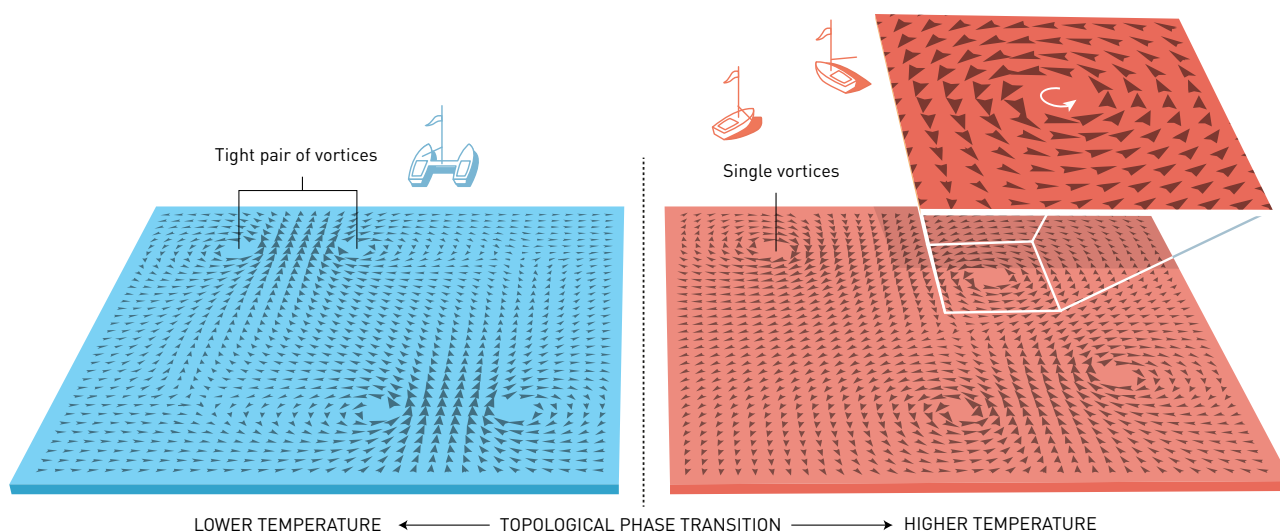 Tight pair of vortices
Single vortices
LOWER TEMPERATURE
TOPOLOGICAL PHASE TRANSITION
HIGHER TEMPERATURE